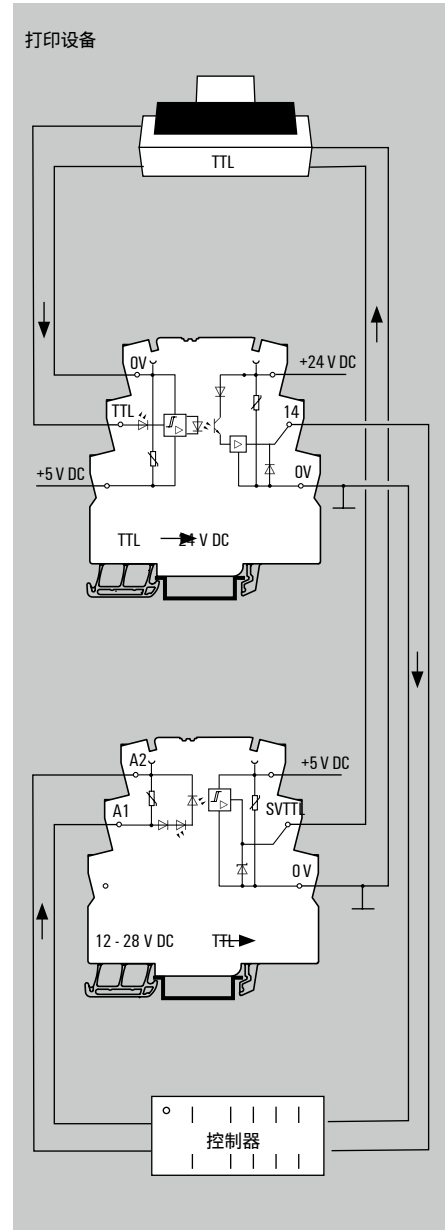 打印设备
TTL
0V
+24 V DC
TTL
14
+5 V DC
0V
TTL 24 V DC
A2
+5 V DC
A1
5VTTL
0 V
12 - 28 V DC TTL
控制器